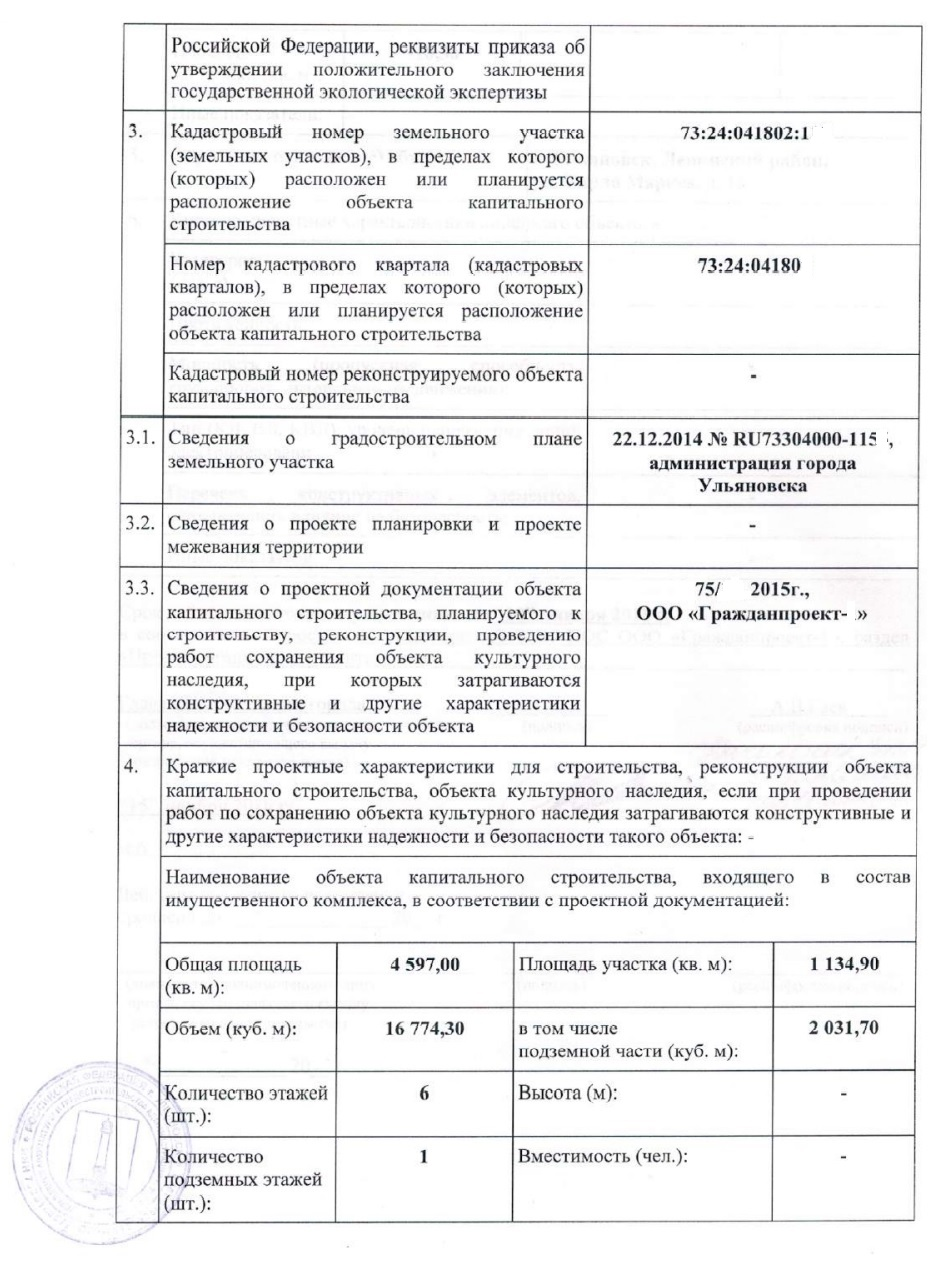 Российской Федерации, реквизиты приказа об
утверждении положительного заключения
государственной экологической экспертизы
3. Кадастровый номер земельного участка 73:24:041802:1
(земельных участков), в пределах которого
(которых) расположен или планируется
расположение объекта капитального
строительства
Номер кадастрового квартала (кадастровых 73:24:04180
кварталов), в пределах которого (которых)
расположен или планируется расположение
объекта капитального строительства
Кадастровый номер реконструируемого объекта -
капитального строительства
3.1. Сведения о градостроительном плане 22.12.2014 № RU73304000-115 ,
земельного участка администрация города
Ульяновска
3.2. Сведения о проекте планировки и проекте -
межевания территории
3.3. Сведения о проектной документации объекта 75/ 2015г.,
капитального строительства, планируемого к ООО «Гражданпроект- »
строительству, реконструкции, проведению
работ сохранения объекта культурного
наследия, при которых затрагиваются
конструктивные и другие характеристики
надежности и безопасности объекта
4. Краткие проектные характеристики для строительства, реконструкции объекта
капитального строительства, объекта культурного наследия, если при проведении
работ по сохранению объекта культурного наследия затрагиваются конструктивные и
другие характеристики надежности и безопасности такого объекта: -
Наименование объекта капитального строительства, входящего в состав
имущественного комплекса, в соответствии с проектной документацией:
Общая площадь 4 597,00 Площадь участка (кв. м): 1 134,90
(кв. м):
Объем (куб. м): 16 774,30 в том числе 2 031,70
подземной части (куб. м):
Количество этажей 6 Высота (м): -
(шт.):
Количество 1 Вместимость (чел.): -
подземных этажей
(шт.):